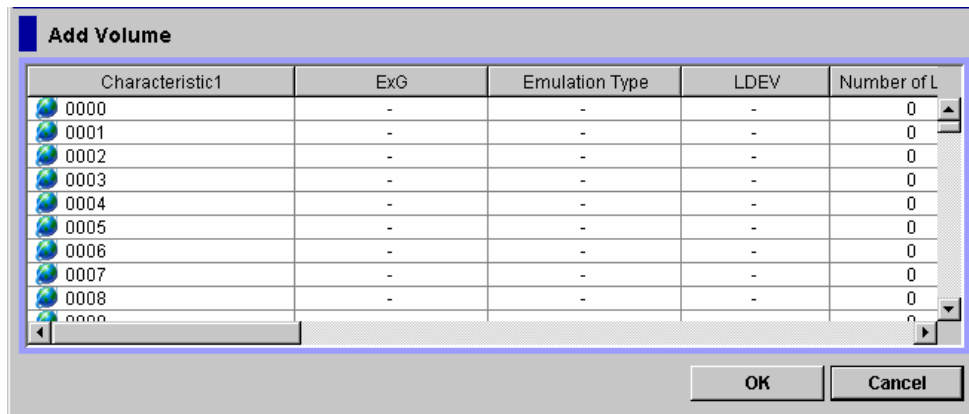 Add Volume
Characteristic1 ExG Emulation Type LDEV Number of L
0000 - - - 0
0001 - - - 0
0002 - - - 0
0003 - - - 0
0004 - - - 0
0005 - - - 0
0006 - - - 0
0007 - - - 0
0008 - - - 0
OK Cancel